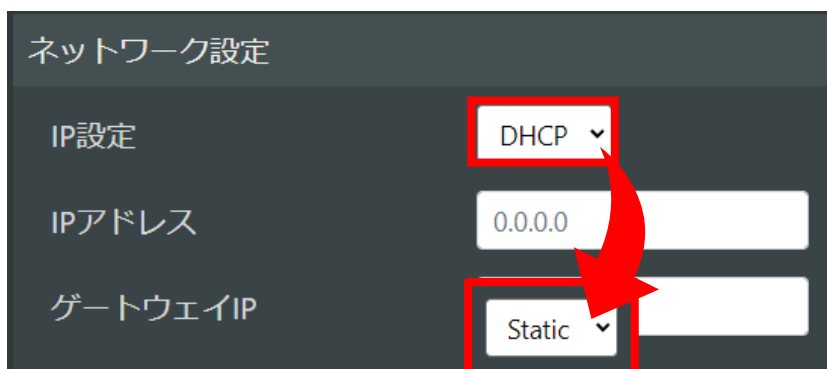 ネットワーク設定
IP設定
DHCP
IPアドレス
0.0.0.0
ゲートウェイIP
Static